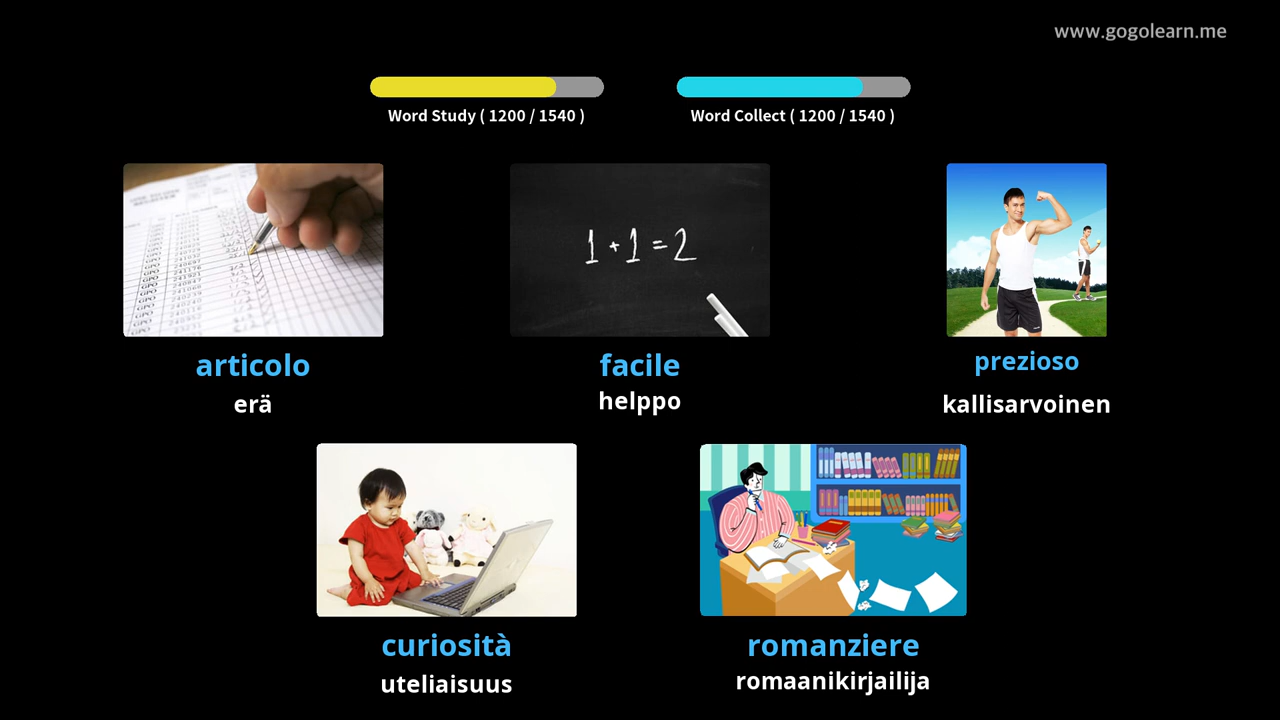 www.gogolearn.me
Word Study ( 1200 / 1540 )
Word Collect ( 1200 / 1540 )
1 + 1 = 2
articolo
erä
facile
helppo
prezioso
kallisarvoinen
curiosità
uteliaisuus
romanziere
romaanikirjailija